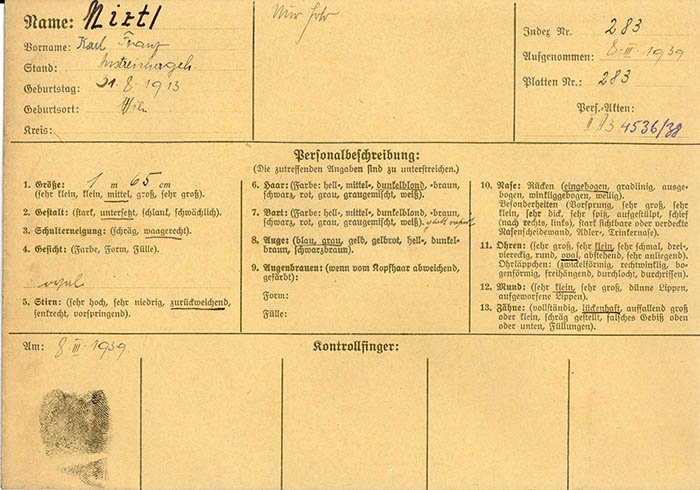 Name: Nirtl
Vorname: Karl Franz
Stand:
Geburtstag: 21. 8. 1913
Geburtsort: Wien
Kreis:
Nur Foto
Index Nr. 283
Aufgenommen: 8. III. 1939
Platten Nr.: 283
Pers.-Akten:
II A3 4536/38
Personalbeschreibung:
(Die zutreffenden Angaben sind zu unterstreichen.)
1. Größe: 1 m 65 cm
(sehr klein, klein, mittel, groß, sehr groß).
2. Gestalt: (stark, untersetzt, schlank, schwächlich).
3. Schulterneigung: (schräg, waagerecht).
4. Gesicht: (Farbe, Form, Fülle).
oval
5. Stirn: (sehr hoch, sehr niedrig, zurückweichend,
senkrecht, vorspringend).
6. Haar: (Farbe: hell-, mittel-, dunkelblond, -braun,
schwarz, rot, grau, graugemischt, weiß).
7. Bart: (Farbe: hell-, mittel-, dunkelblond, -braun,
schwarz, rot, grau, graugemischt, weiß). glatt rasiert
8. Auge: (blau, grau, gelb, gelbrot, hell-, dunkel-
braun, schwarzbraun).
9. Augenbrauen: (wenn vom Kopfhaar abweichend,
gefärbt):
Form:
Fülle:
10. Nase: Rücken (eingebogen, gradlinig, ausge-
bogen, winkliggebogen, wellig).
Besonderheiten (Vorsprung, sehr groß, sehr
klein, sehr dick, sehr spitz, aufgestülpt, schief
(nach rechts, links), stark sichtbare oder verdeckte
Nasenscheidewand, Adler-, Trinkernase).
11. Ohren: (sehr groß, sehr klein, sehr schmal, drei-
viereckig, rund, oval, abstehend, sehr anliegend).
Ohrläppchen: (zwickelförmig, rechtwinklig, bo-
genförmig, freihängend, durchlocht, durchrissen).
12. Mund: (sehr klein, sehr groß, dünne Lippen,
aufgeworfene Lippen).
13. Zähne: (vollständig, lückenhaft, auffallend groß
oder klein, schräg gestellt, falsches Gebiß oben
oder unten, Füllungen).
Am: 8. III. 1939
Kontrollfinger: